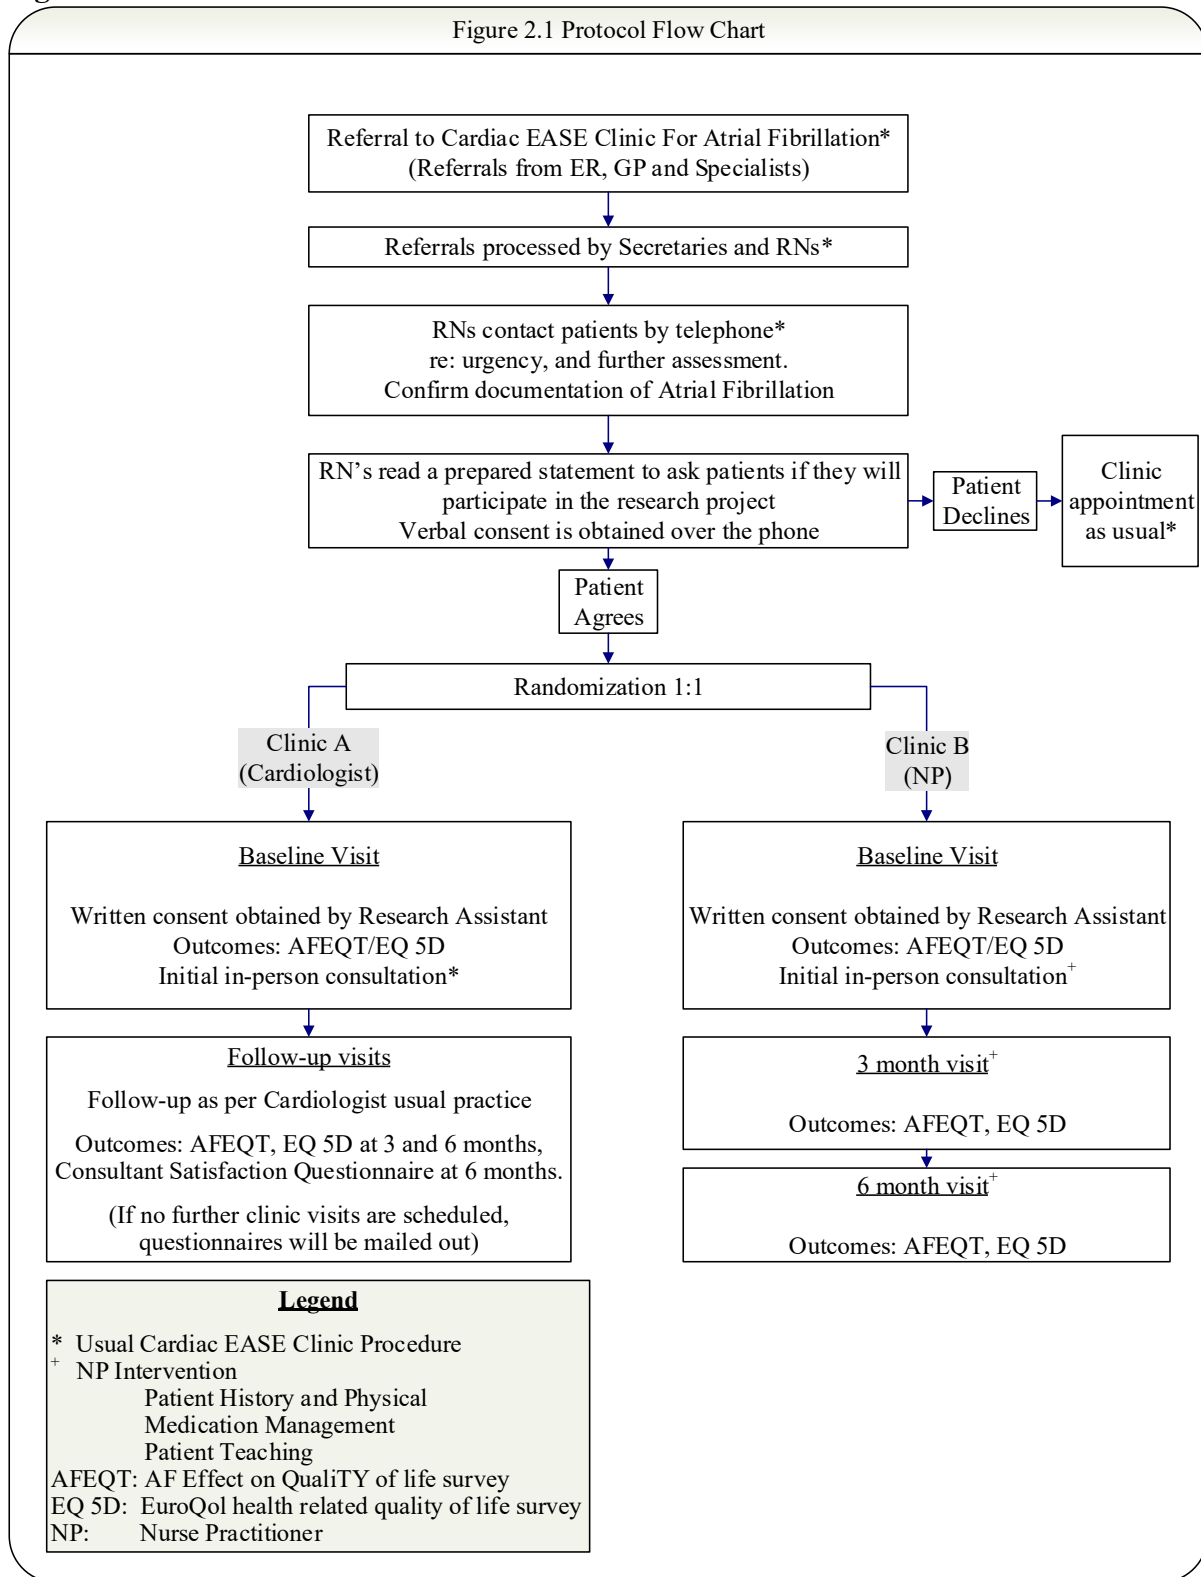 Figure 2.1 Protocol Flow Chart
Referral to Cardiac EASE Clinic For Atrial Fibrillation*
(Referrals from ER, GP and Specialists)
Referrals processed by Secretaries and RNs*
RNs contact patients by telephone*
re: urgency, and further assessment.
Confirm documentation of Atrial Fibrillation
RN’s read a prepared statement to ask patients if they will
participate in the research project
Verbal consent is obtained over the phone
Patient
Declines
Clinic
appointment
as usual*
Patient
Agrees
Randomization 1:1
Clinic A
(Cardiologist)
Clinic B
(NP)
Baseline Visit
Written consent obtained by Research Assistant
Outcomes: AFEQT/EQ 5D
Initial in-person consultation*
Baseline Visit
Written consent obtained by Research Assistant
Outcomes: AFEQT/EQ 5D
Initial in-person consultation+
Follow-up visits
Follow-up as per Cardiologist usual practice
Outcomes: AFEQT, EQ 5D at 3 and 6 months,
Consultant Satisfaction Questionnaire at 6 months.
(If no further clinic visits are scheduled,
questionnaires will be mailed out)
3 month visit+
Outcomes: AFEQT, EQ 5D
6 month visit+
Outcomes: AFEQT, EQ 5D
Legend
* Usual Cardiac EASE Clinic Procedure
+ NP Intervention
Patient History and Physical
Medication Management
Patient Teaching
AFEQT: AF Effect on QualiTY of life survey
EQ 5D: EuroQol health related quality of life survey
NP: Nurse Practitioner